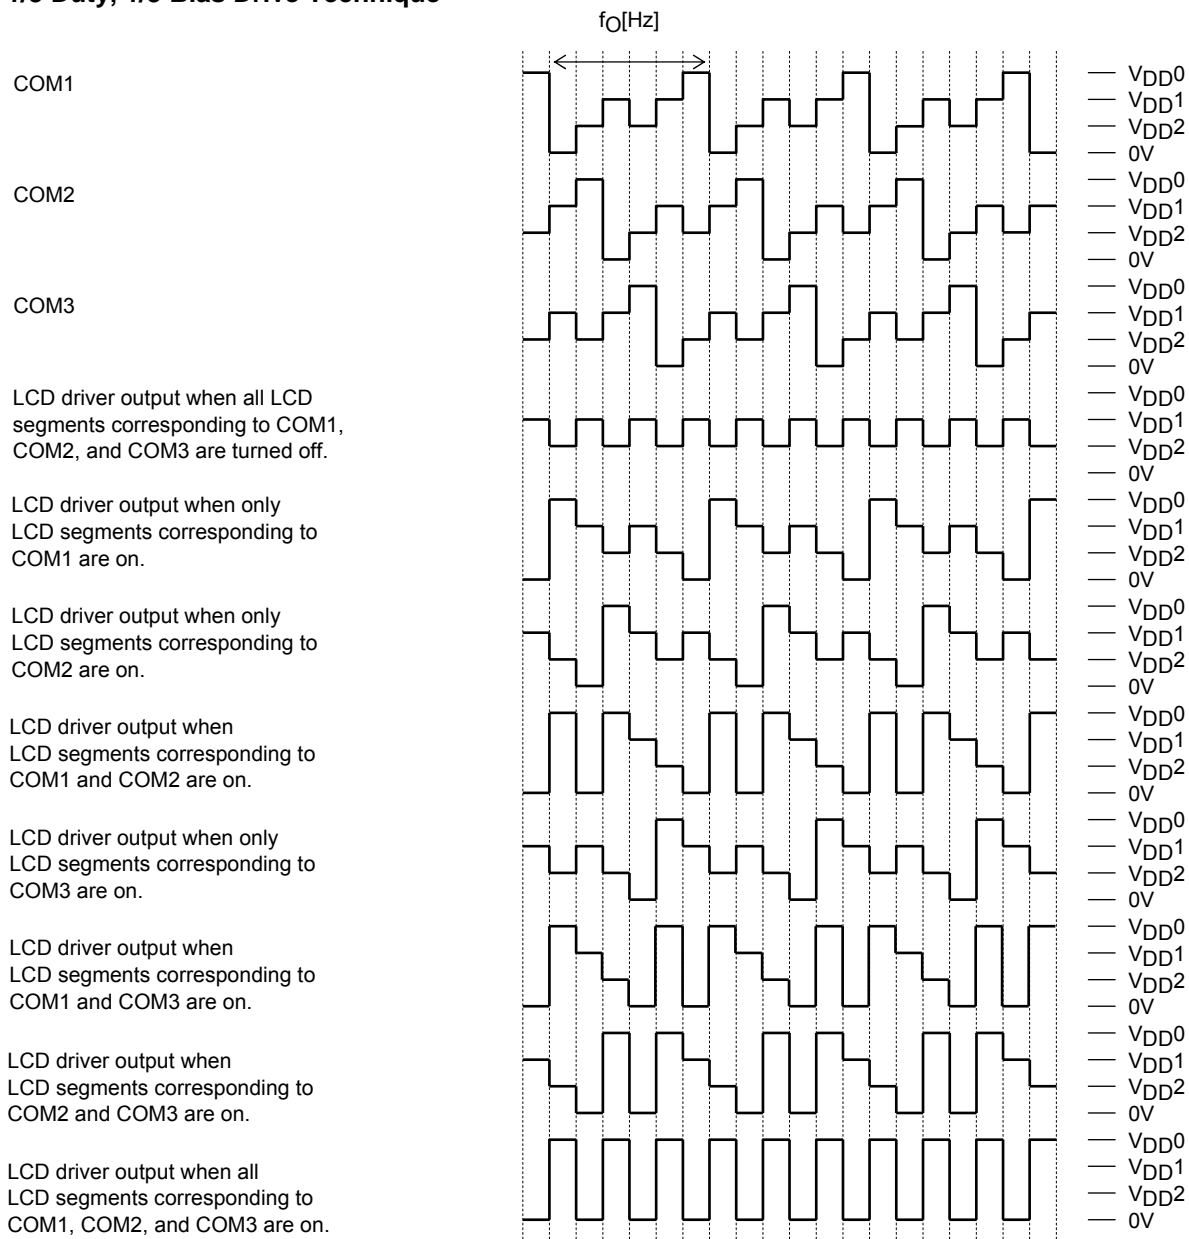 fO[Hz]
COM1
VDD0
VDD1
VDD2
0V
COM2
VDD0
VDD1
VDD2
0V
COM3
VDD0
VDD1
VDD2
0V
LCD driver output when all LCD
segments corresponding to COM1,
COM2, and COM3 are turned off.
VDD0
VDD1
VDD2
0V
LCD driver output when only
LCD segments corresponding to
COM1 are on.
VDD0
VDD1
VDD2
0V
LCD driver output when only
LCD segments corresponding to
COM2 are on.
VDD0
VDD1
VDD2
0V
LCD driver output when
LCD segments corresponding to
COM1 and COM2 are on.
VDD0
VDD1
VDD2
0V
LCD driver output when only
LCD segments corresponding to
COM3 are on.
VDD0
VDD1
VDD2
0V
LCD driver output when
LCD segments corresponding to
COM1 and COM3 are on.
VDD0
VDD1
VDD2
0V
LCD driver output when
LCD segments corresponding to
COM2 and COM3 are on.
VDD0
VDD1
VDD2
0V
LCD driver output when all
LCD segments corresponding to
COM1, COM2, and COM3 are on.
VDD0
VDD1
VDD2
0V